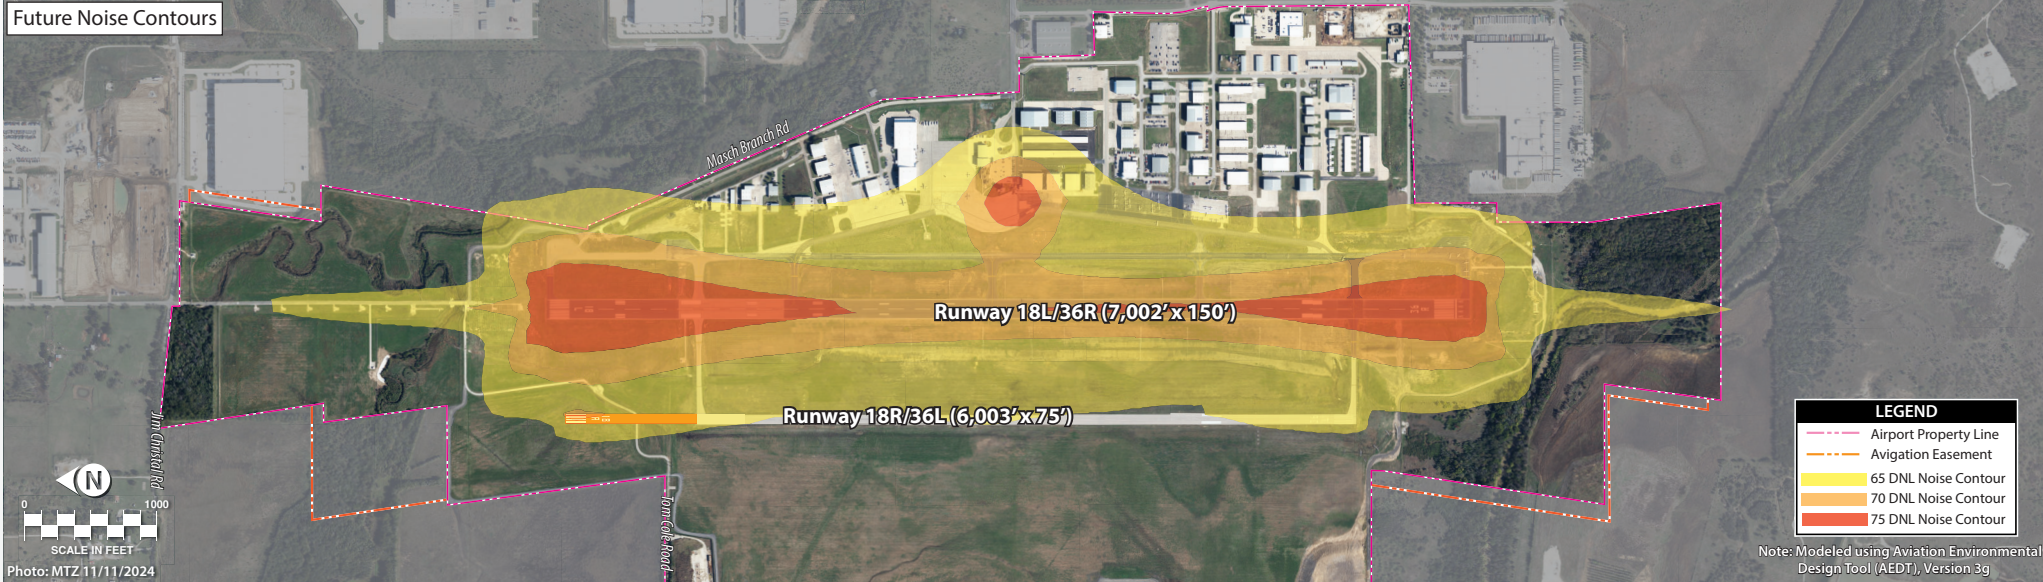 Future Noise Contours
Masch Branch Rd
Runway 18L/36R (7,002' x 150')
Runway 18R/36L (6,003' x 75')
Jim Christal Rd
Tom Cole Road
N
0 1000
SCALE IN FEET
Photo: MTZ 11/11/2024
LEGEND
Airport Property Line
Avigation Easement
65 DNL Noise Contour
70 DNL Noise Contour
75 DNL Noise Contour
Note: Modeled using Aviation Environmental
Design Tool (AEDT), Version 3g